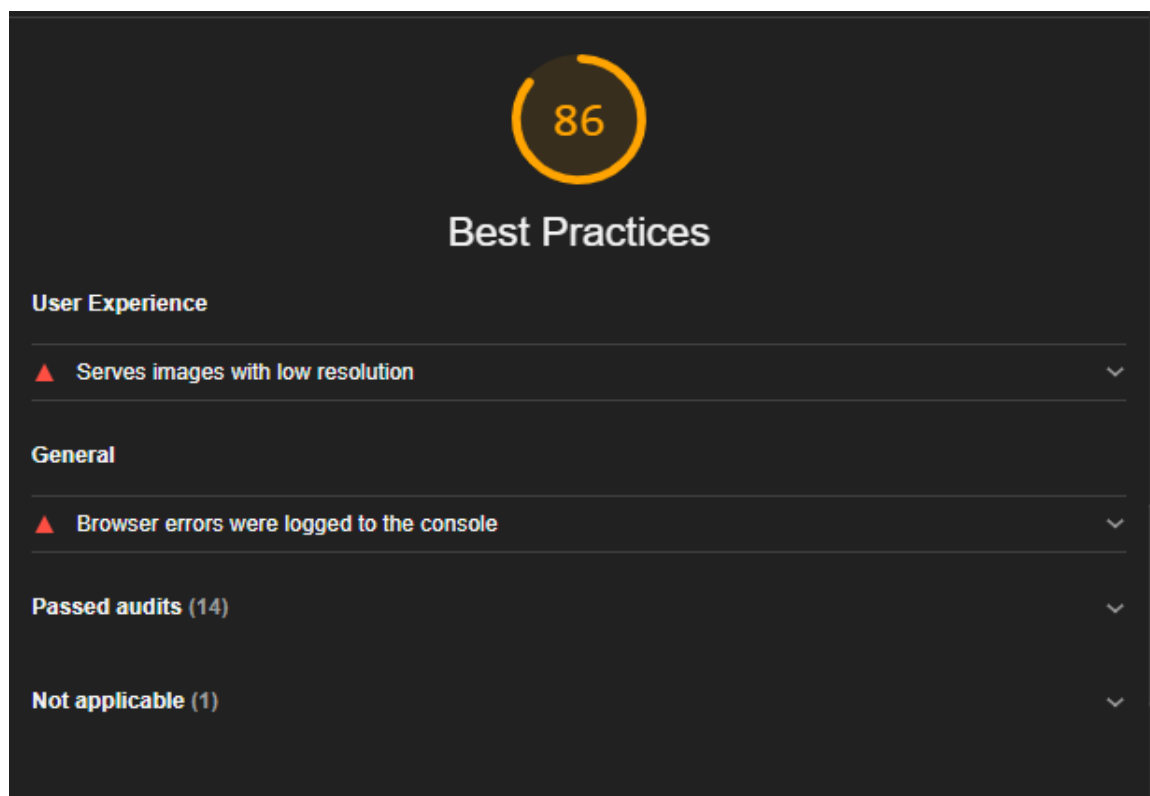 86
Best Practices
User Experience
Serves images with low resolution
General
Browser errors were logged to the console
Passed audits (14)
Not applicable (1)